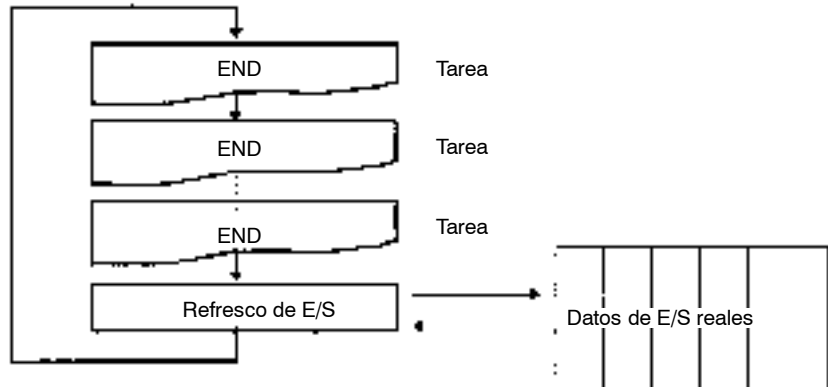 END
Tarea
END
Tarea
END
Tarea
Refresco de E/S
Datos de E/S reales